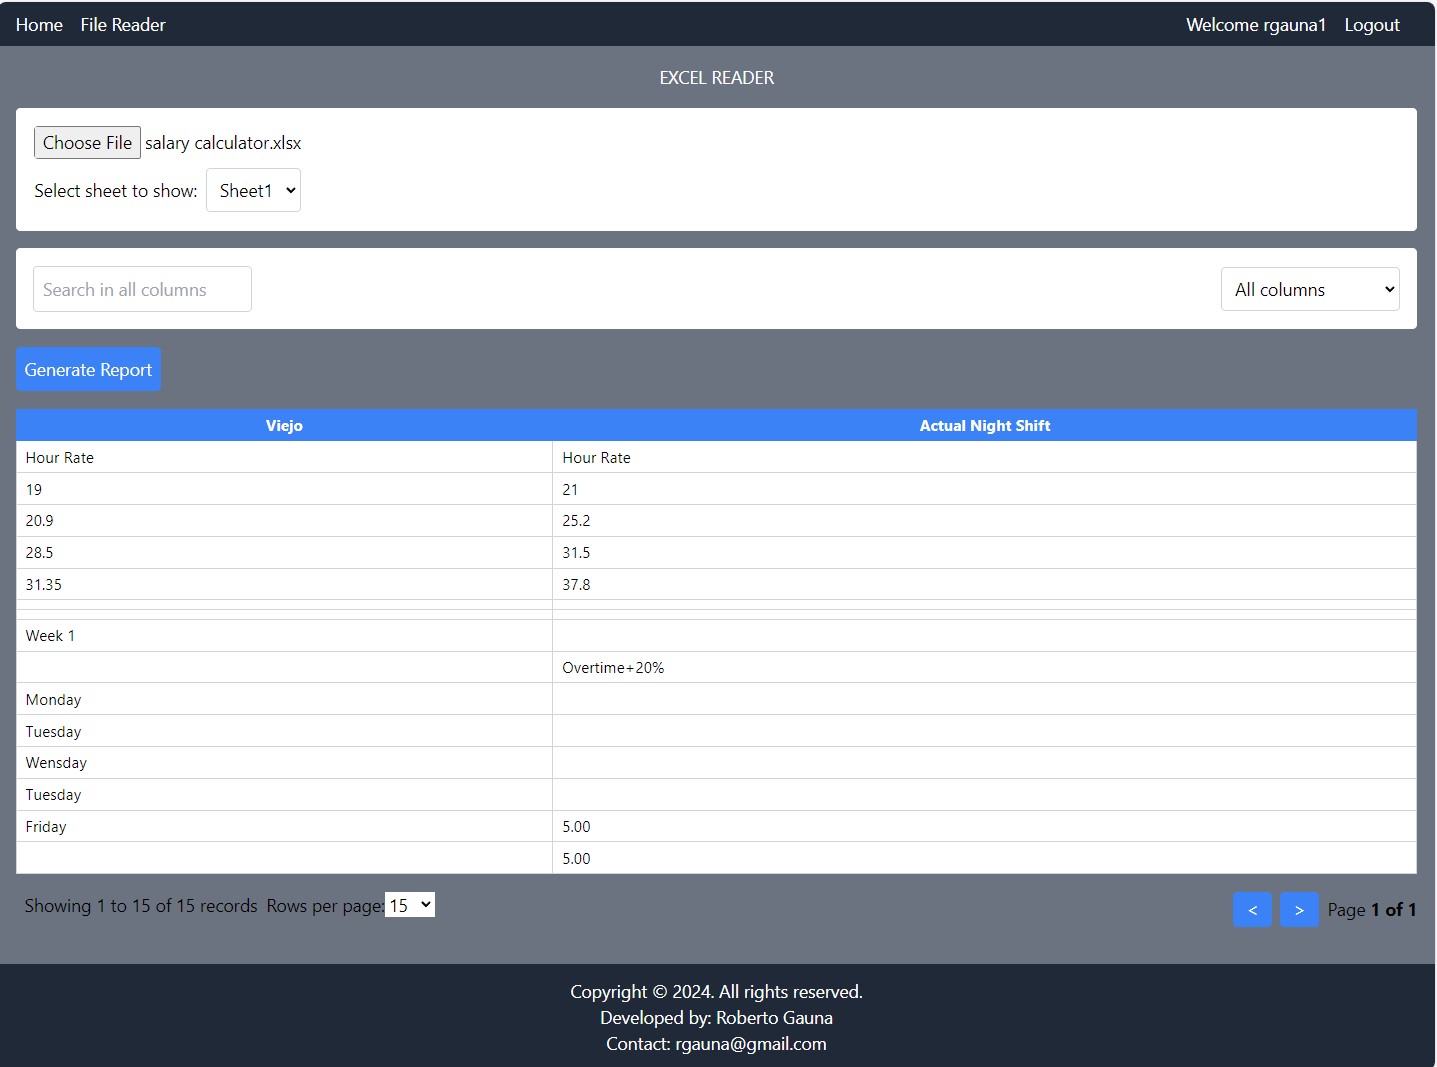 Home File Reader Welcome rgauna1 Logout
EXCEL READER
Choose File salary calculator.xlsx
Select sheet to show: Sheet1
Search in all columns All columns
Generate Report
Viejo Actual Night Shift
Hour Rate Hour Rate
19 21
20.9 25.2
28.5 31.5
31.35 37.8
Week 1
Overtime+20%
Monday
Tuesday
Wensday
Tuesday
Friday 5.00
5.00
Showing 1 to 15 of 15 records Rows per page: 15 < > Page 1 of 1
Copyright © 2024. All rights reserved.
Developed by: Roberto Gauna
Contact: rgauna@gmail.com